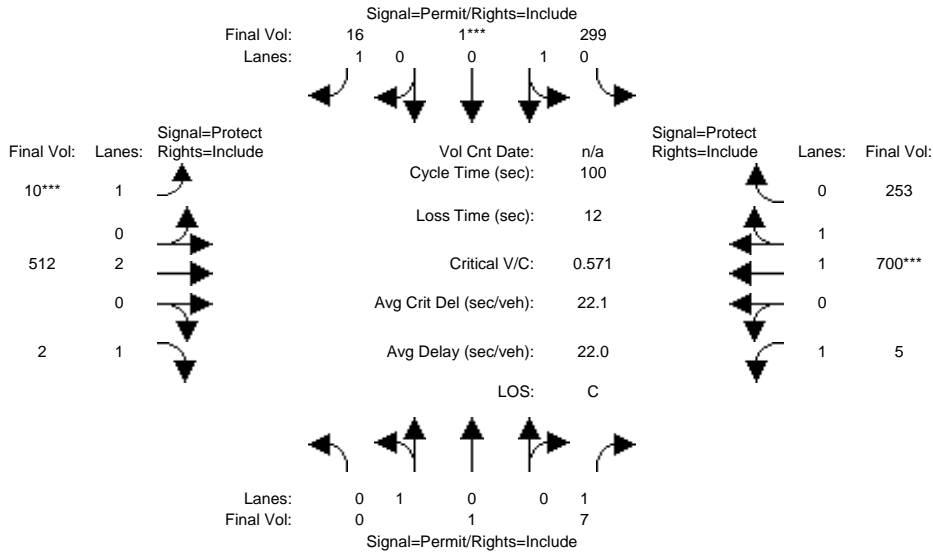 Signal=Permit/Rights=Include
Final Vol: 16 1*** 299
Lanes: 1 0 0 1 0
Signal=Protect
Final Vol: Lanes: Rights=Include
Vol Cnt Date: n/a
Signal=Protect
Rights=Include Lanes: Final Vol:
Cycle Time (sec): 100
10*** 1
0 253
Loss Time (sec): 12
0
1
512 2
Critical V/C: 0.571
1 700***
0
Avg Crit Del (sec/veh): 22.1
0
2 1
Avg Delay (sec/veh): 22.0
1 5
LOS: C
Lanes: 0 1 0 0 1
Final Vol: 0 1 7
Signal=Permit/Rights=Include